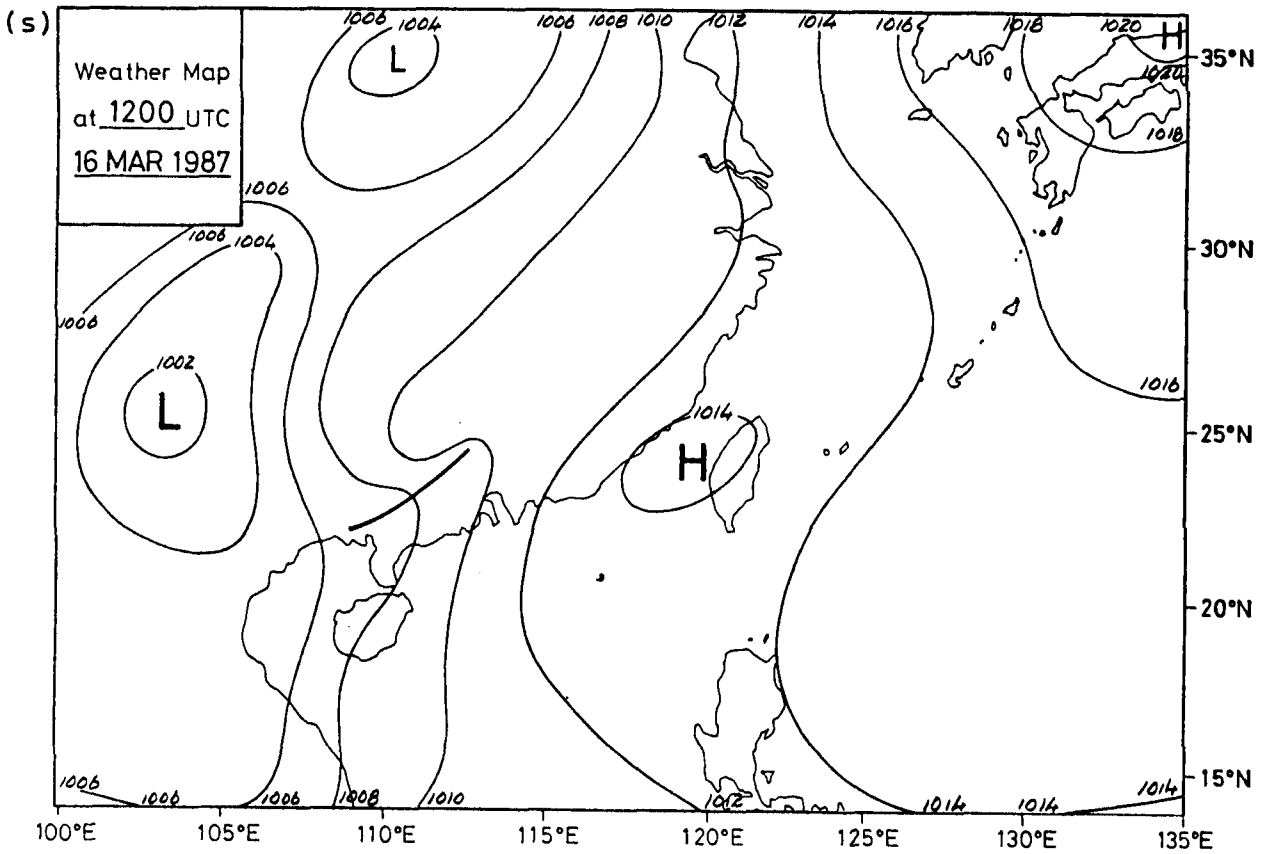 (s)
Weather Map
at 1200 UTC
16 MAR 1987
1006 1004 1006 1008 1010 1012 1014 1016 1018 1020 H
L
35°N
1020
1018
1006
1006 1004
30°N
1006
1002
1016
L
1014
25°N
H
20°N
1006 1006 1006 1008 1010 1012 1014 1014 1014
15°N
100°E 105°E 110°E 115°E 120°E 125°E 130°E 135°E